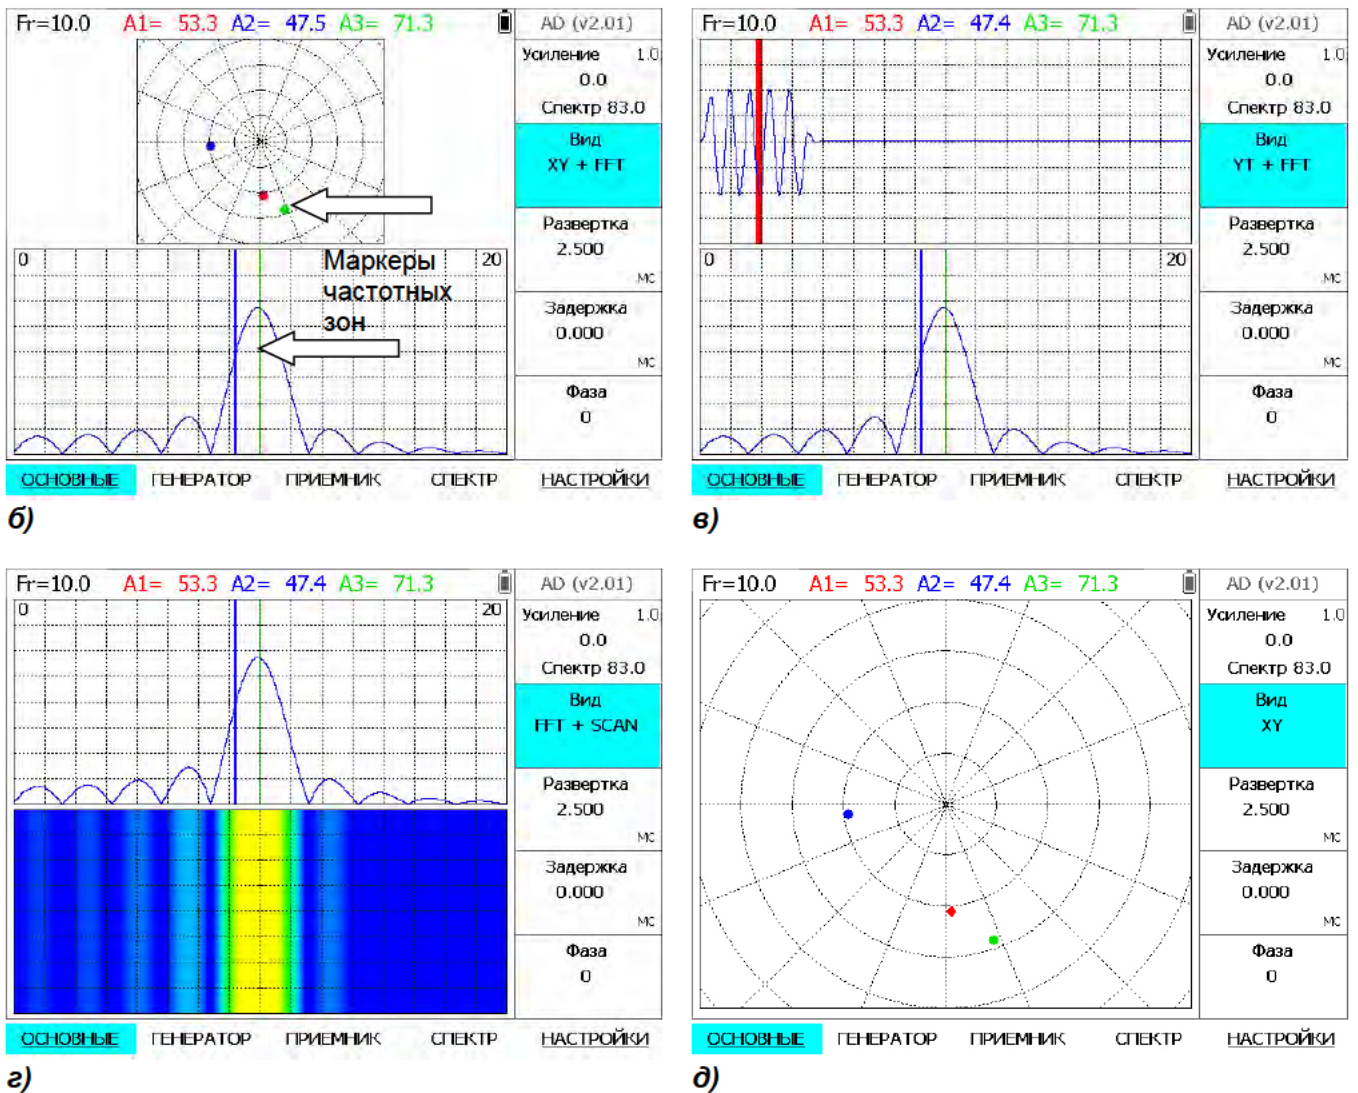 Fr=10.0 A1= 53.3 A2= 47.5 A3= 71.3 AD (v2.01)
Усиление 1.0
0.0
Спектр 83.0
Вид
XY + FFT
Развертка
2.500
мс
0 20
Маркеры
частотных
зон
Задержка
0.000
мс
Фаза
0
ОСНОВНЫЕ ГЕНЕРАТОР ПРИЕМНИК СПЕКТР НАСТРОЙКИ
б)
Fr=10.0 A1= 53.3 A2= 47.4 A3= 71.3 AD (v2.01)
Усиление 1.0
0.0
Спектр 83.0
Вид
YT + FFT
Развертка
2.500
мс
0 20
Задержка
0.000
мс
Фаза
0
ОСНОВНЫЕ ГЕНЕРАТОР ПРИЕМНИК СПЕКТР НАСТРОЙКИ
в)
Fr=10.0 A1= 53.3 A2= 47.4 A3= 71.3 AD (v2.01)
0 20
Усиление 1.0
0.0
Спектр 83.0
Вид
FFT + SCAN
Развертка
2.500
мс
Задержка
0.000
мс
Фаза
0
ОСНОВНЫЕ ГЕНЕРАТОР ПРИЕМНИК СПЕКТР НАСТРОЙКИ
г)
Fr=10.0 A1= 53.3 A2= 47.4 A3= 71.3 AD (v2.01)
Усиление 1.0
0.0
Спектр 83.0
Вид
XY
Развертка
2.500
мс
Задержка
0.000
мс
Фаза
0
ОСНОВНЫЕ ГЕНЕРАТОР ПРИЕМНИК СПЕКТР НАСТРОЙКИ
д)